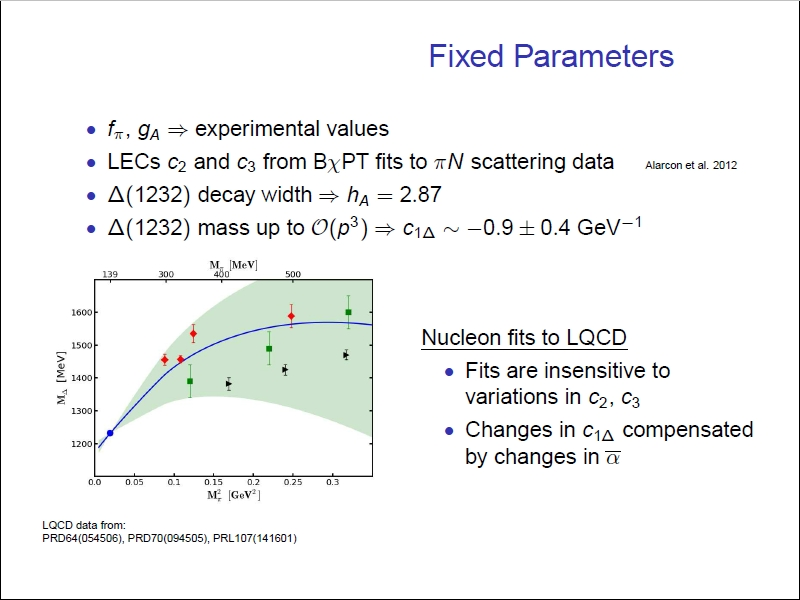 Fixed Parameters
• fπ, gA ⇒ experimental values
• LECs c2 and c3 from BχPT fits to πN scattering data Alarcon et al. 2012
• Δ(1232) decay width ⇒ hA = 2.87
• Δ(1232) mass up to O(p³) ⇒ c1Δ ∼ −0.9 ± 0.4 GeV−1
Mπ [MeV]
139 300 400 500
1600
1500
1400
1300
1200
MΔ [MeV]
0.0 0.05 0.1 0.15 0.2 0.25 0.3
M²π [GeV²]
LQCD data from:
PRD64(054506), PRD70(094505), PRL107(141601)
Nucleon fits to LQCD
• Fits are insensitive to
variations in c2, c3
• Changes in c1Δ compensated
by changes in α̅